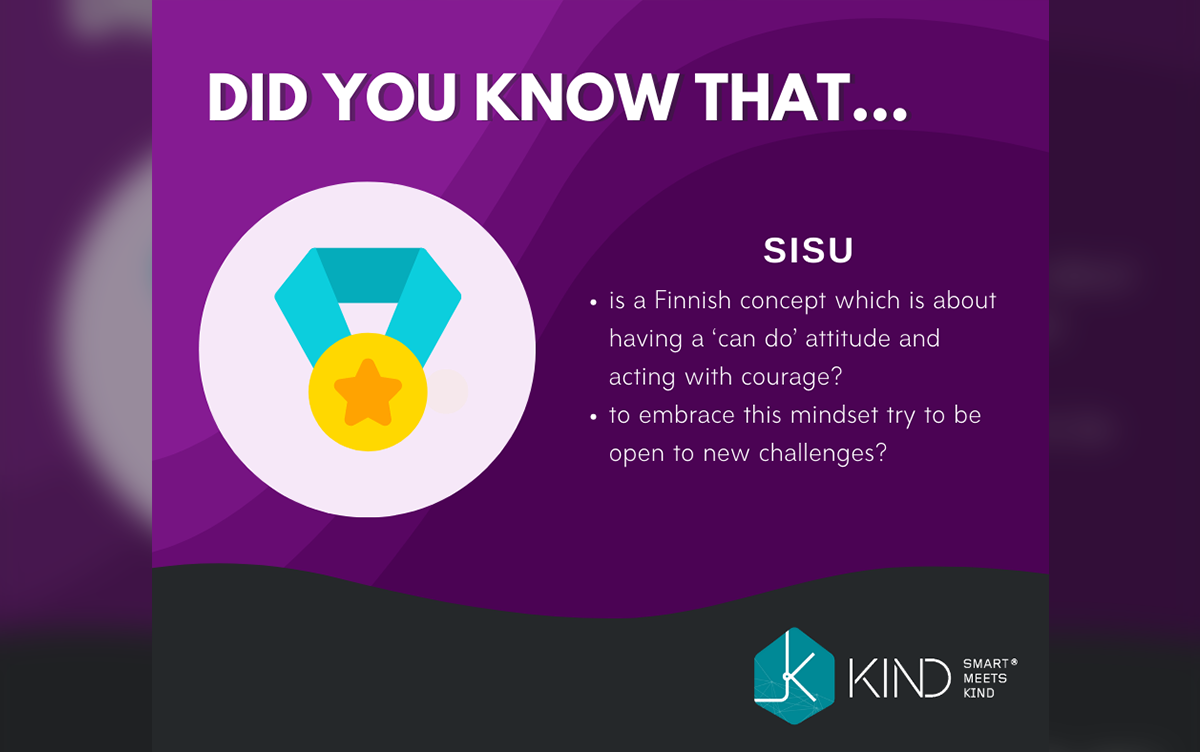 DID YOU KNOW THAT...
SISU
• is a Finnish concept which is about
having a ‘can do’ attitude and
acting with courage?
• to embrace this mindset try to be
open to new challenges?
K
KIND
SMART®
MEETS
KIND